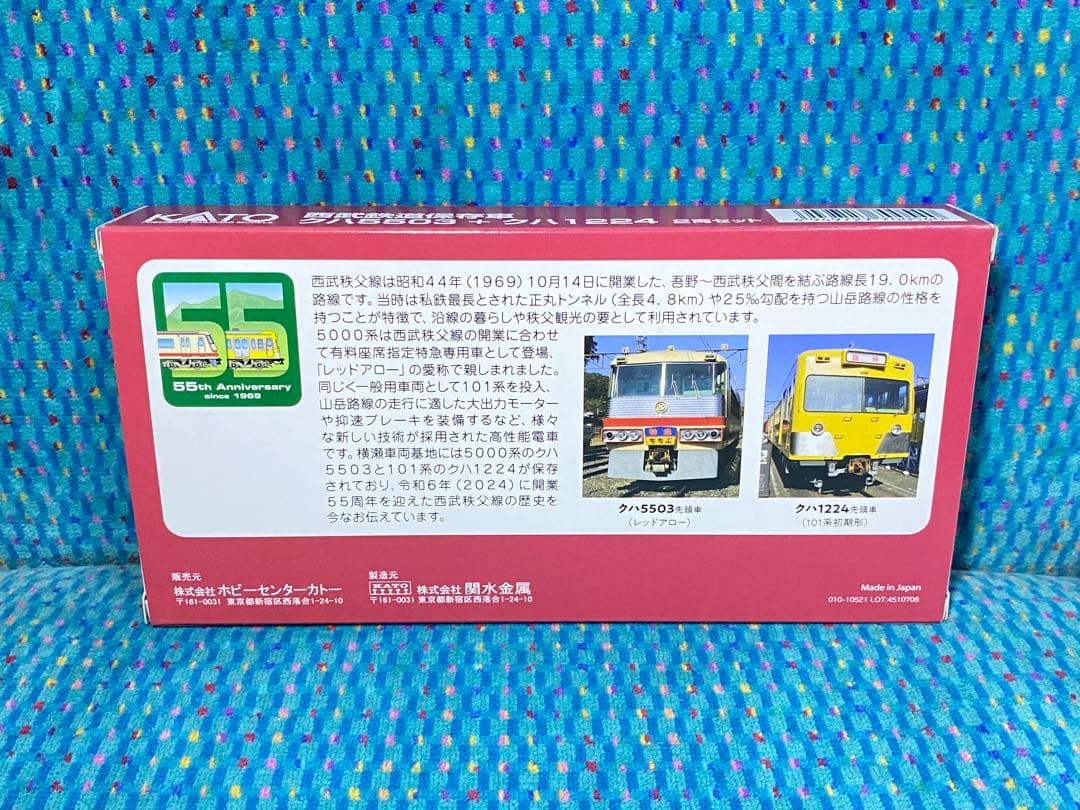 KATO
西武鉄道保存車
クハ5503 + クハ1224 2両セット
55
55th Anniversary
since 1969
西武秩父線は昭和44年（1969）10月14日に開業した、吾野〜西武秩父間を結ぶ路線長19.0kmの
路線です。当時は私鉄最長とされた正丸トンネル（全長4.8km）や25‰勾配を持つ山岳路線の性格を
持つことが特徴で、沿線の暮らしや秩父観光の要として利用されています。
5000系は西武秩父線の開業に合わせ
て有料座席指定特急専用車として登場、
「レッドアロー」の愛称で親しまれました。
同じく一般用車両として101系を投入、
山岳路線の走行に適した大出力モーター
や抑速ブレーキを装備するなど、様々
な新しい技術が採用された高性能電車
です。横瀬車両基地には5000系のクハ
5503と101系のクハ1224が保存
されており、令和6年（2024）に開業
55周年を迎えた西武秩父線の歴史を
今なお伝えています。
特急
ちちぶ
クハ5503先頭車
（レッドアロー）
クハ1224先頭車
（101系初期形）
販売元
株式会社 ホビーセンターカトー
〒161-0031 東京都新宿区西落合1-24-10
製造元
KATO 株式会社 関水金属
〒161-0031 東京都新宿区西落合1-24-10
Made in Japan
010-10521 LOT:4510708